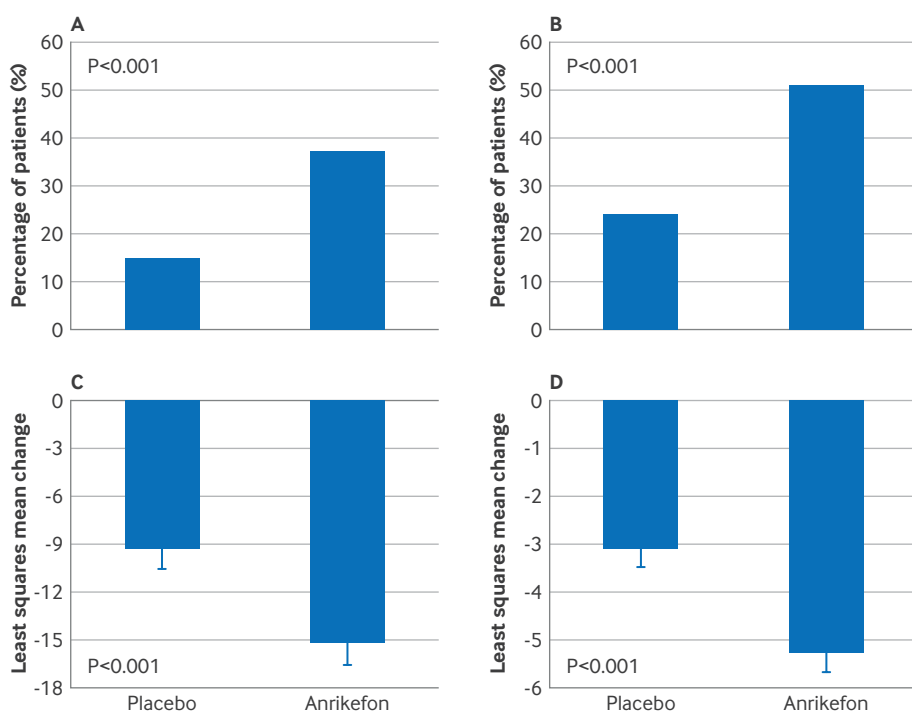 A
Percentage of patients (%)
60
50
40
30
20
10
0
P<0.001
B
Percentage of patients (%)
60
50
40
30
20
10
0
P<0.001
C
Least squares mean change
0
-3
-6
-9
-12
-15
-18
P<0.001
Placebo
Anrikefon
D
Least squares mean change
0
-1
-2
-3
-4
-5
-6
P<0.001
Placebo
Anrikefon